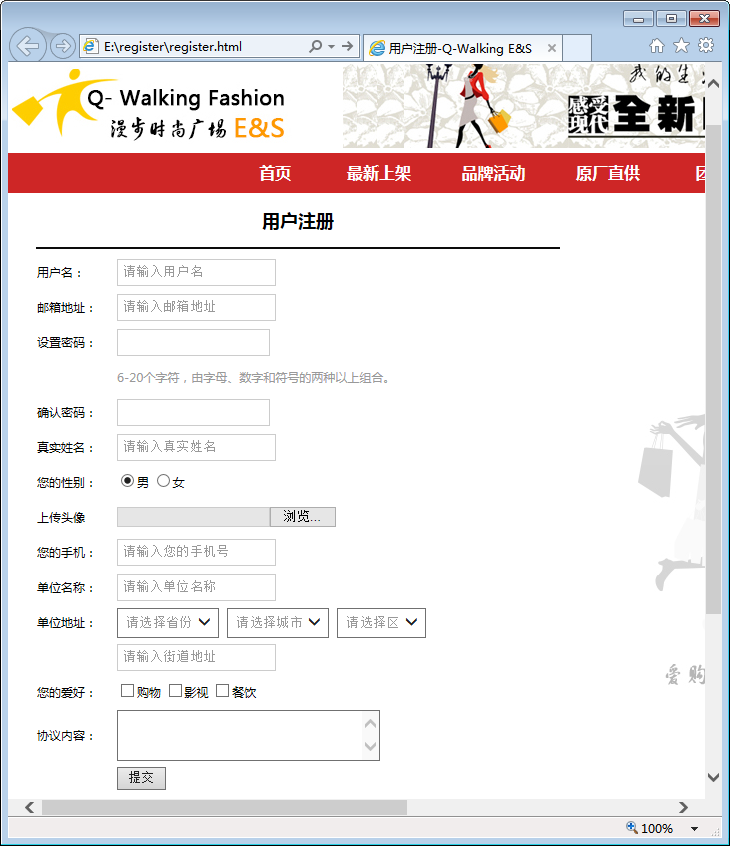 E:\register\register.html
用户注册-Q-Walking E&S
Q- Walking Fashion
漫步时尚广场 E&S
我的生
感受
现代
全新
首页 最新上架 品牌活动 原厂直供
用户注册
用户名： 请输入用户名
邮箱地址： 请输入邮箱地址
设置密码：
6-20个字符，由字母、数字和符号的两种以上组合。
确认密码：
真实姓名： 请输入真实姓名
您的性别： 男 女
上传头像 浏览...
您的手机： 请输入您的手机号
单位名称： 请输入单位名称
单位地址： 请选择省份 请选择城市 请选择区
请输入街道地址
爱购
您的爱好： 购物 影视 餐饮
协议内容：
提交
100%